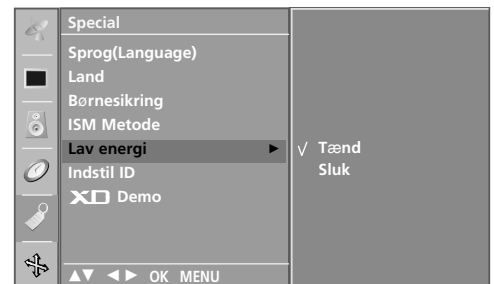 Special
Sprog(Language)
Land
Børnesikring
ISM Metode
Lav energi ►
Indstil ID
XD Demo
√ Tænd
Sluk
▲▼ ◄► OK MENU